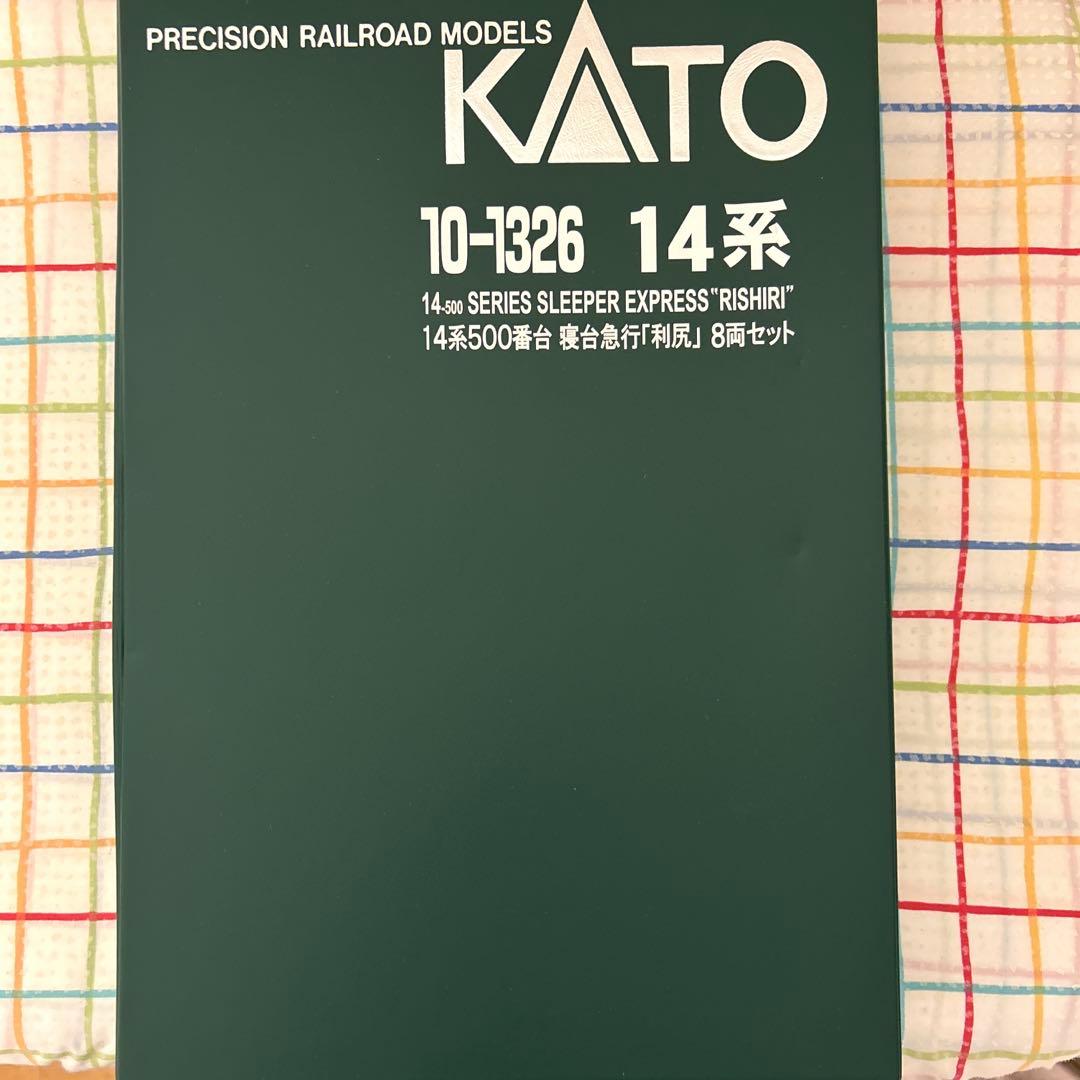 PRECISION RAILROAD MODELS
KATO
10-1326 14系
14-500 SERIES SLEEPER EXPRESS "RISHIRI"
14系500番台 寝台急行「利尻」 8両セット